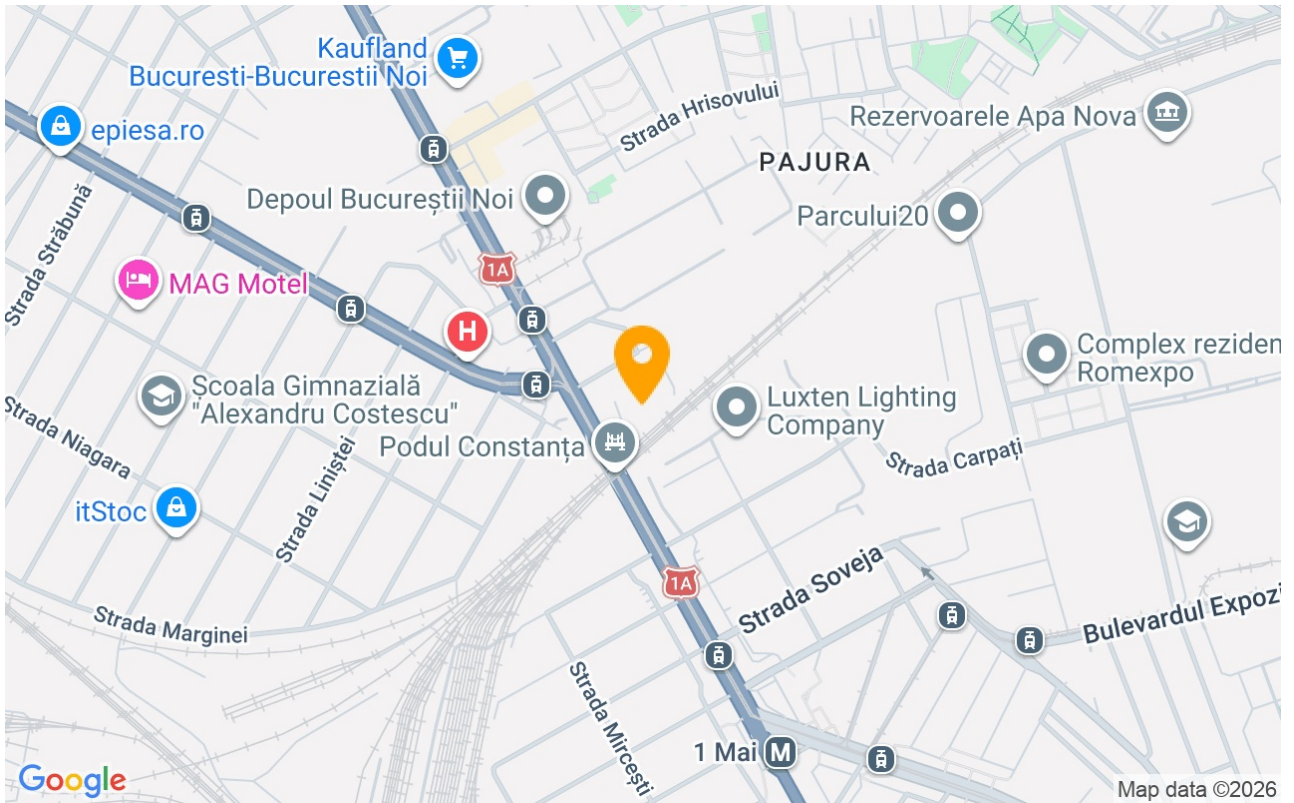 Kaufland
Bucuresti-Bucurestii Noi
epiesa.ro
Strada Hrisovului
Rezervoarele Apa Nova
PAJURA
Depoul Bucureștii Noi
Parcului20
Strada Străbună
1A
MAG Motel
H
Complex reziden
Romexpo
Școala Gimnazială
"Alexandru Costescu"
Luxten Lighting
Company
Podul Constanța
Strada Carpați
Strada Niagara
Strada Liniștei
itStoc
1A
Strada Soveja
Bulevardul Expozi
Strada Marginei
Strada Mircești
1 Mai
M
Google
Map data ©2026